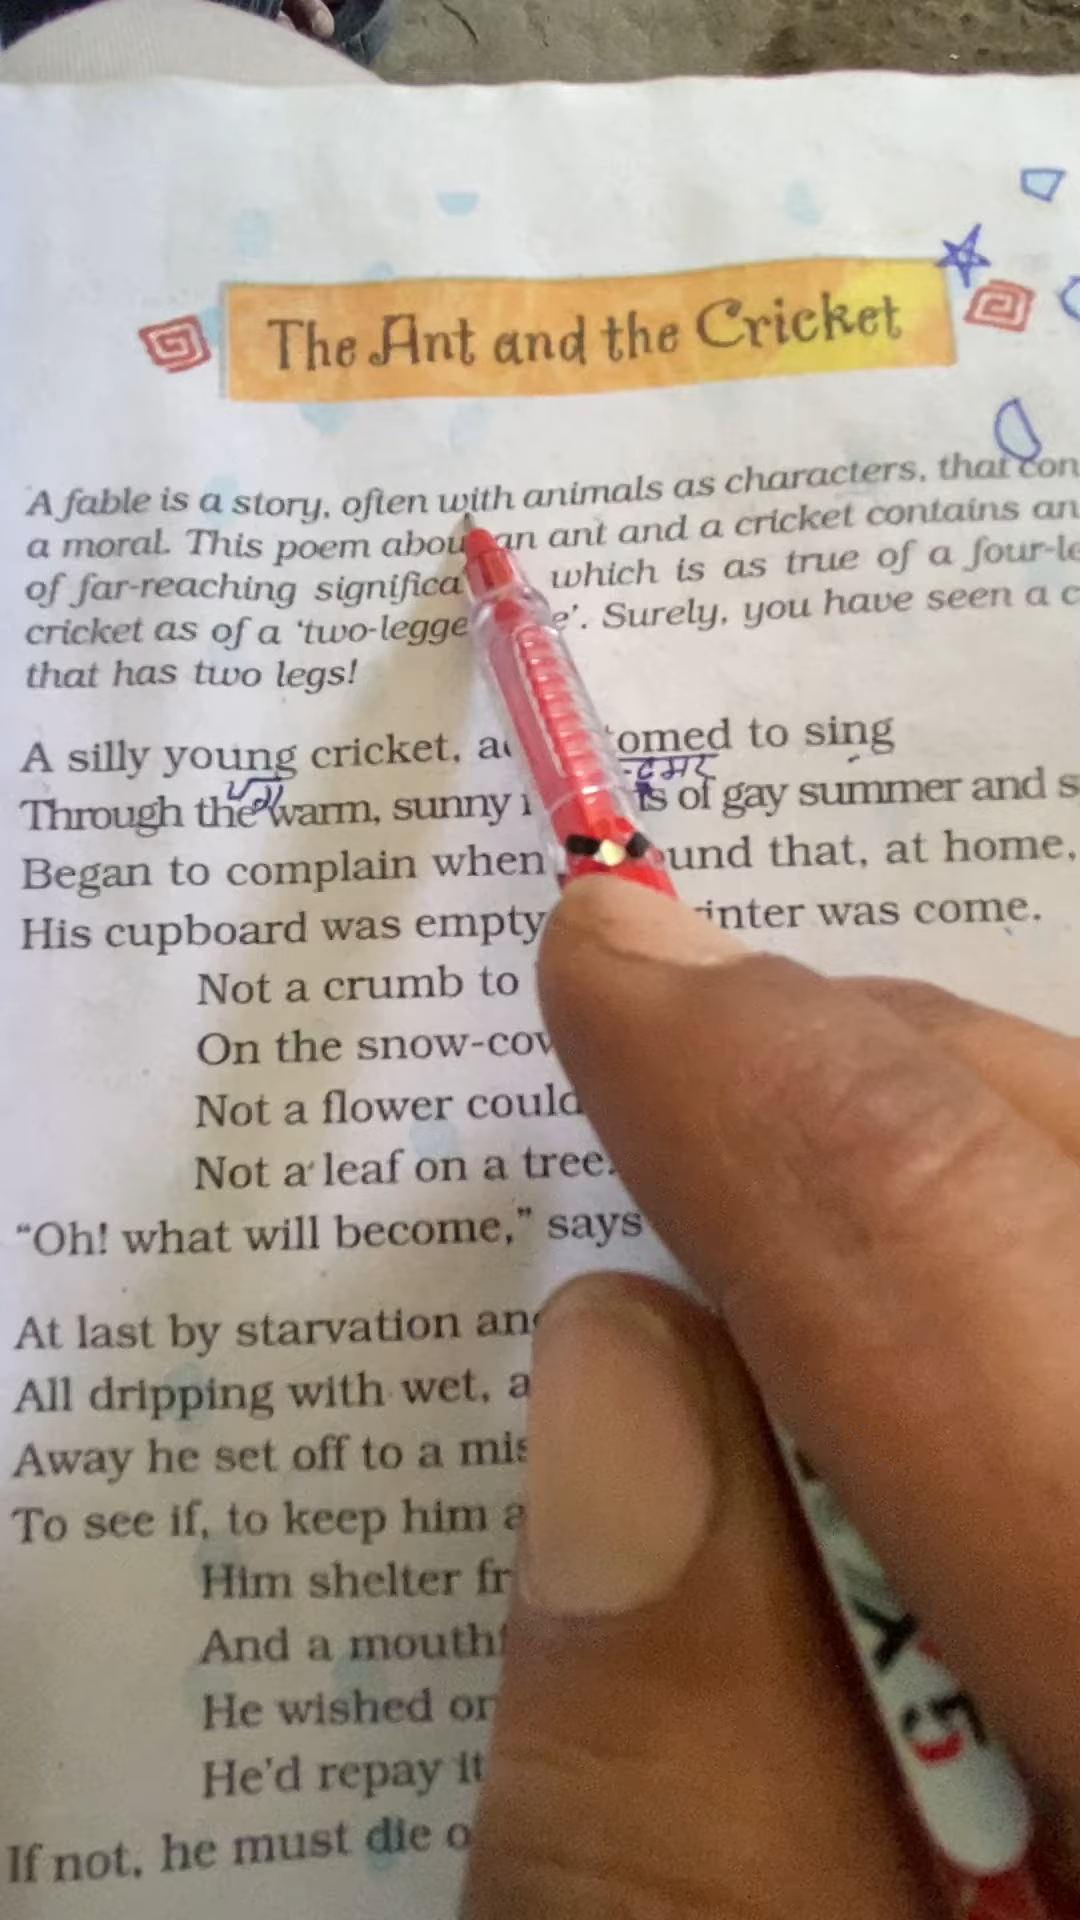 The Ant and the Cricket
A fable is a story, often with animals as characters, that con
a moral. This poem abou an ant and a cricket contains an
of far-reaching significa which is as true of a four-le
cricket as of a ‘two-legge e’. Surely, you have seen a c
that has two legs!
A silly young cricket, ac tomed to sing
Through the warm, sunny of gay summer and s
Began to complain when ound that, at home,
His cupboard was empty inter was come.
Not a crumb to
On the snow-cov
Not a flower could
Not a leaf on a tree.
“Oh! what will become,” says
At last by starvation and
All dripping with wet, a
Away he set off to a mis
To see if, to keep him a
Him shelter fr
And a mouthf
He wished on
He’d repay it
If not, he must die o